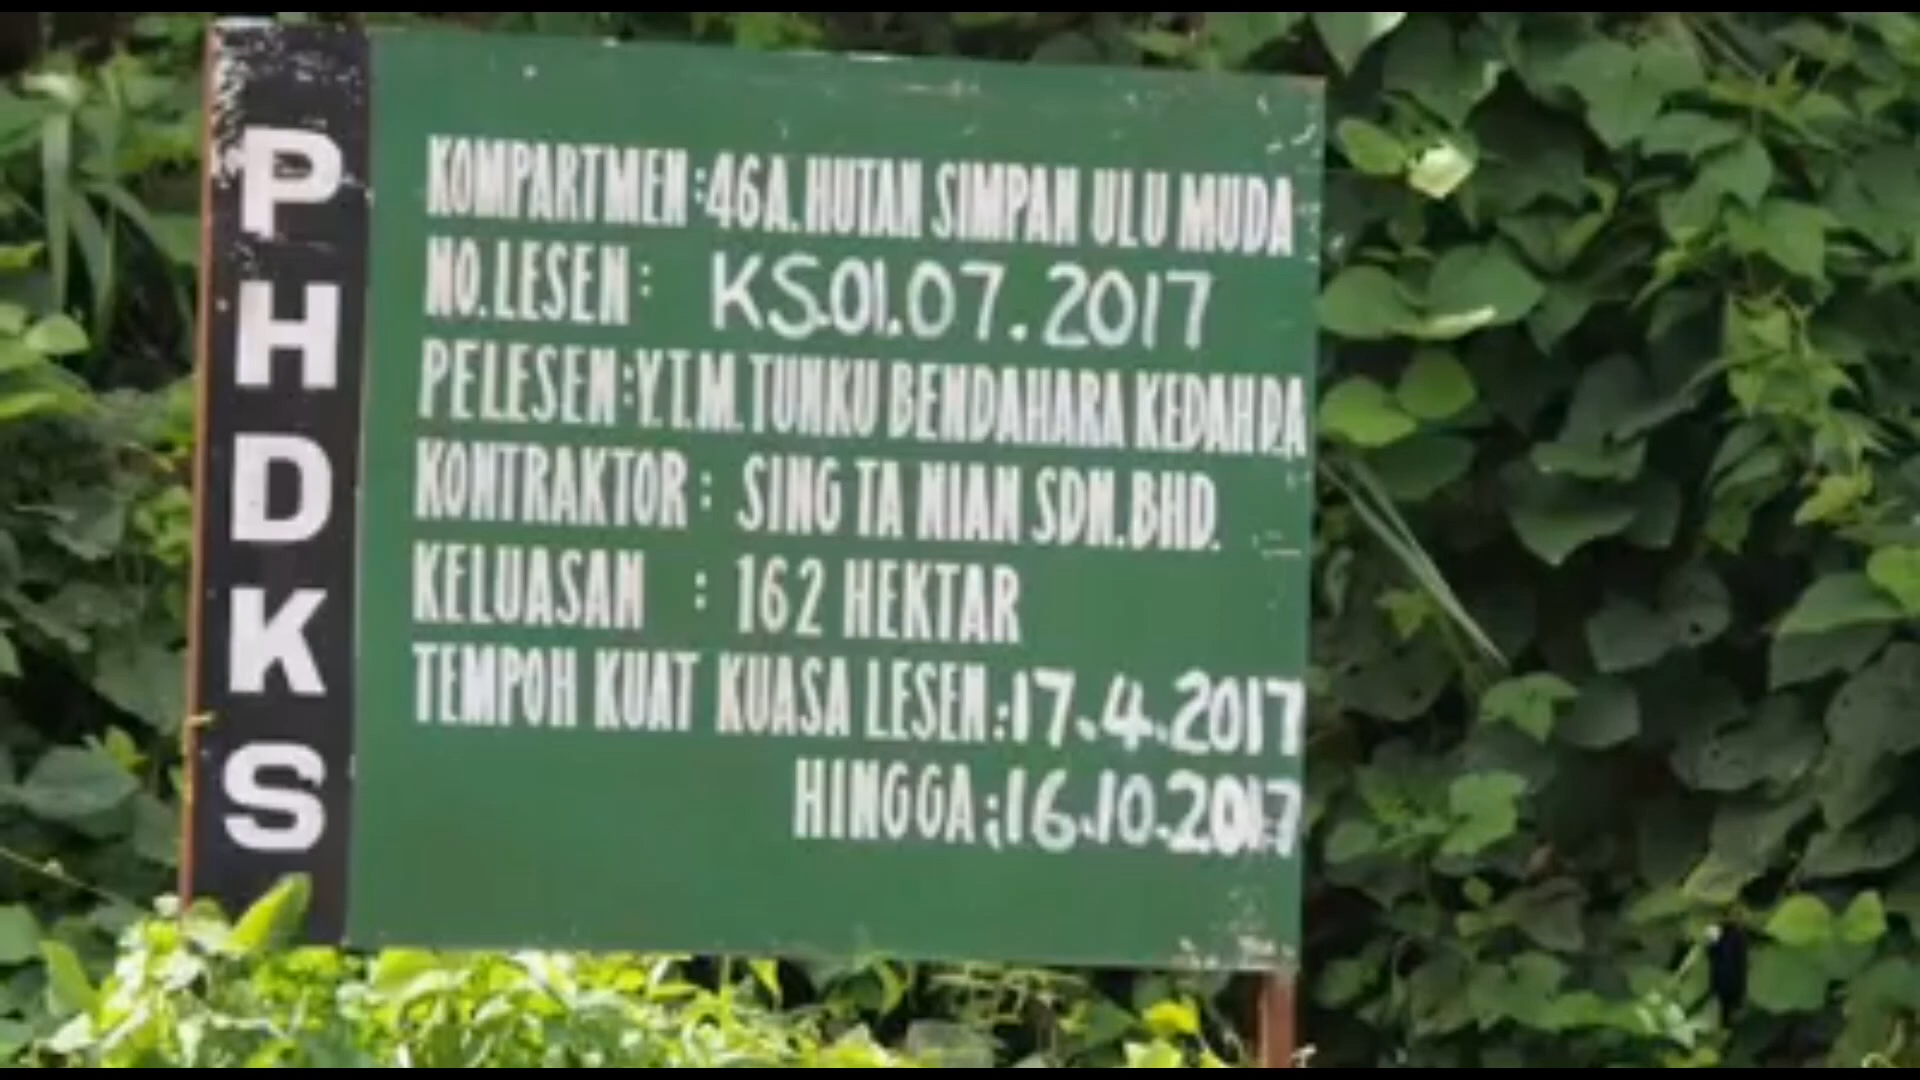 PHDKS
KOMPARTMEN:46A.HUTAN SIMPAN ULU MUDA
NO.LESEN: KS.01.07.2017
PELESEN:Y.T.M.TUNKU BENDAHARA KEDAH D.A
KONTRAKTOR: SING TA NIAN SDN.BHD.
KELUASAN : 162 HEKTAR
TEMPOH KUAT KUASA LESEN:17.4.2017
HINGGA:16.10.2017